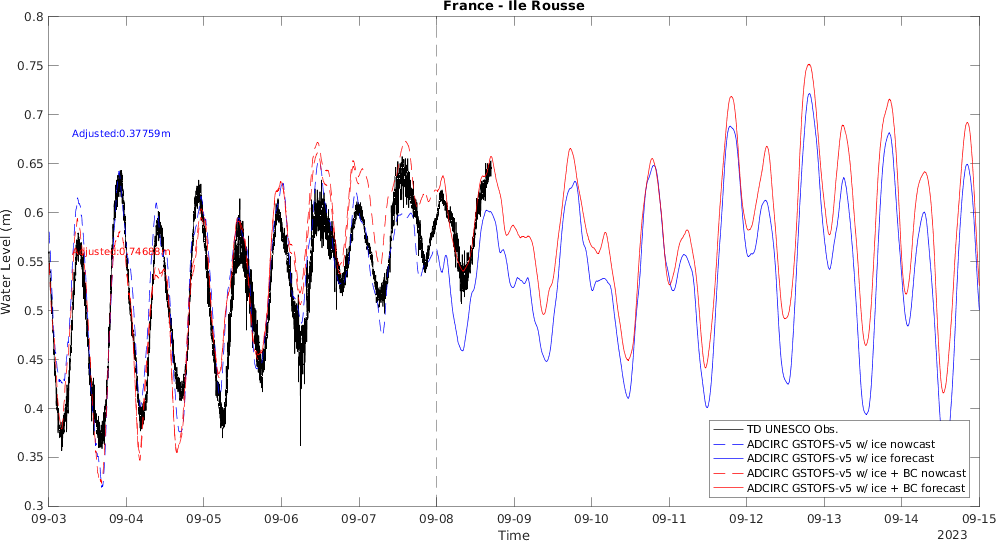 France - Ile Rousse
Water Level (m)
0.8
0.75
0.7
0.65
0.6
0.55
0.5
0.45
0.4
0.35
0.3
Adjusted:0.37759m
TD UNESCO Obs.
ADCIRC GSTOFS-v5 w/ ice nowcast
ADCIRC GSTOFS-v5 w/ ice forecast
ADCIRC GSTOFS-v5 w/ ice + BC nowcast
ADCIRC GSTOFS-v5 w/ ice + BC forecast
09-03 09-04 09-05 09-06 09-07 09-08 09-09 09-10 09-11 09-12 09-13 09-14 09-15
Time
2023